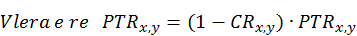 Vlera e re PTR_{x,y} = (1 − CR_{x,y}) · PTR_{x,y}